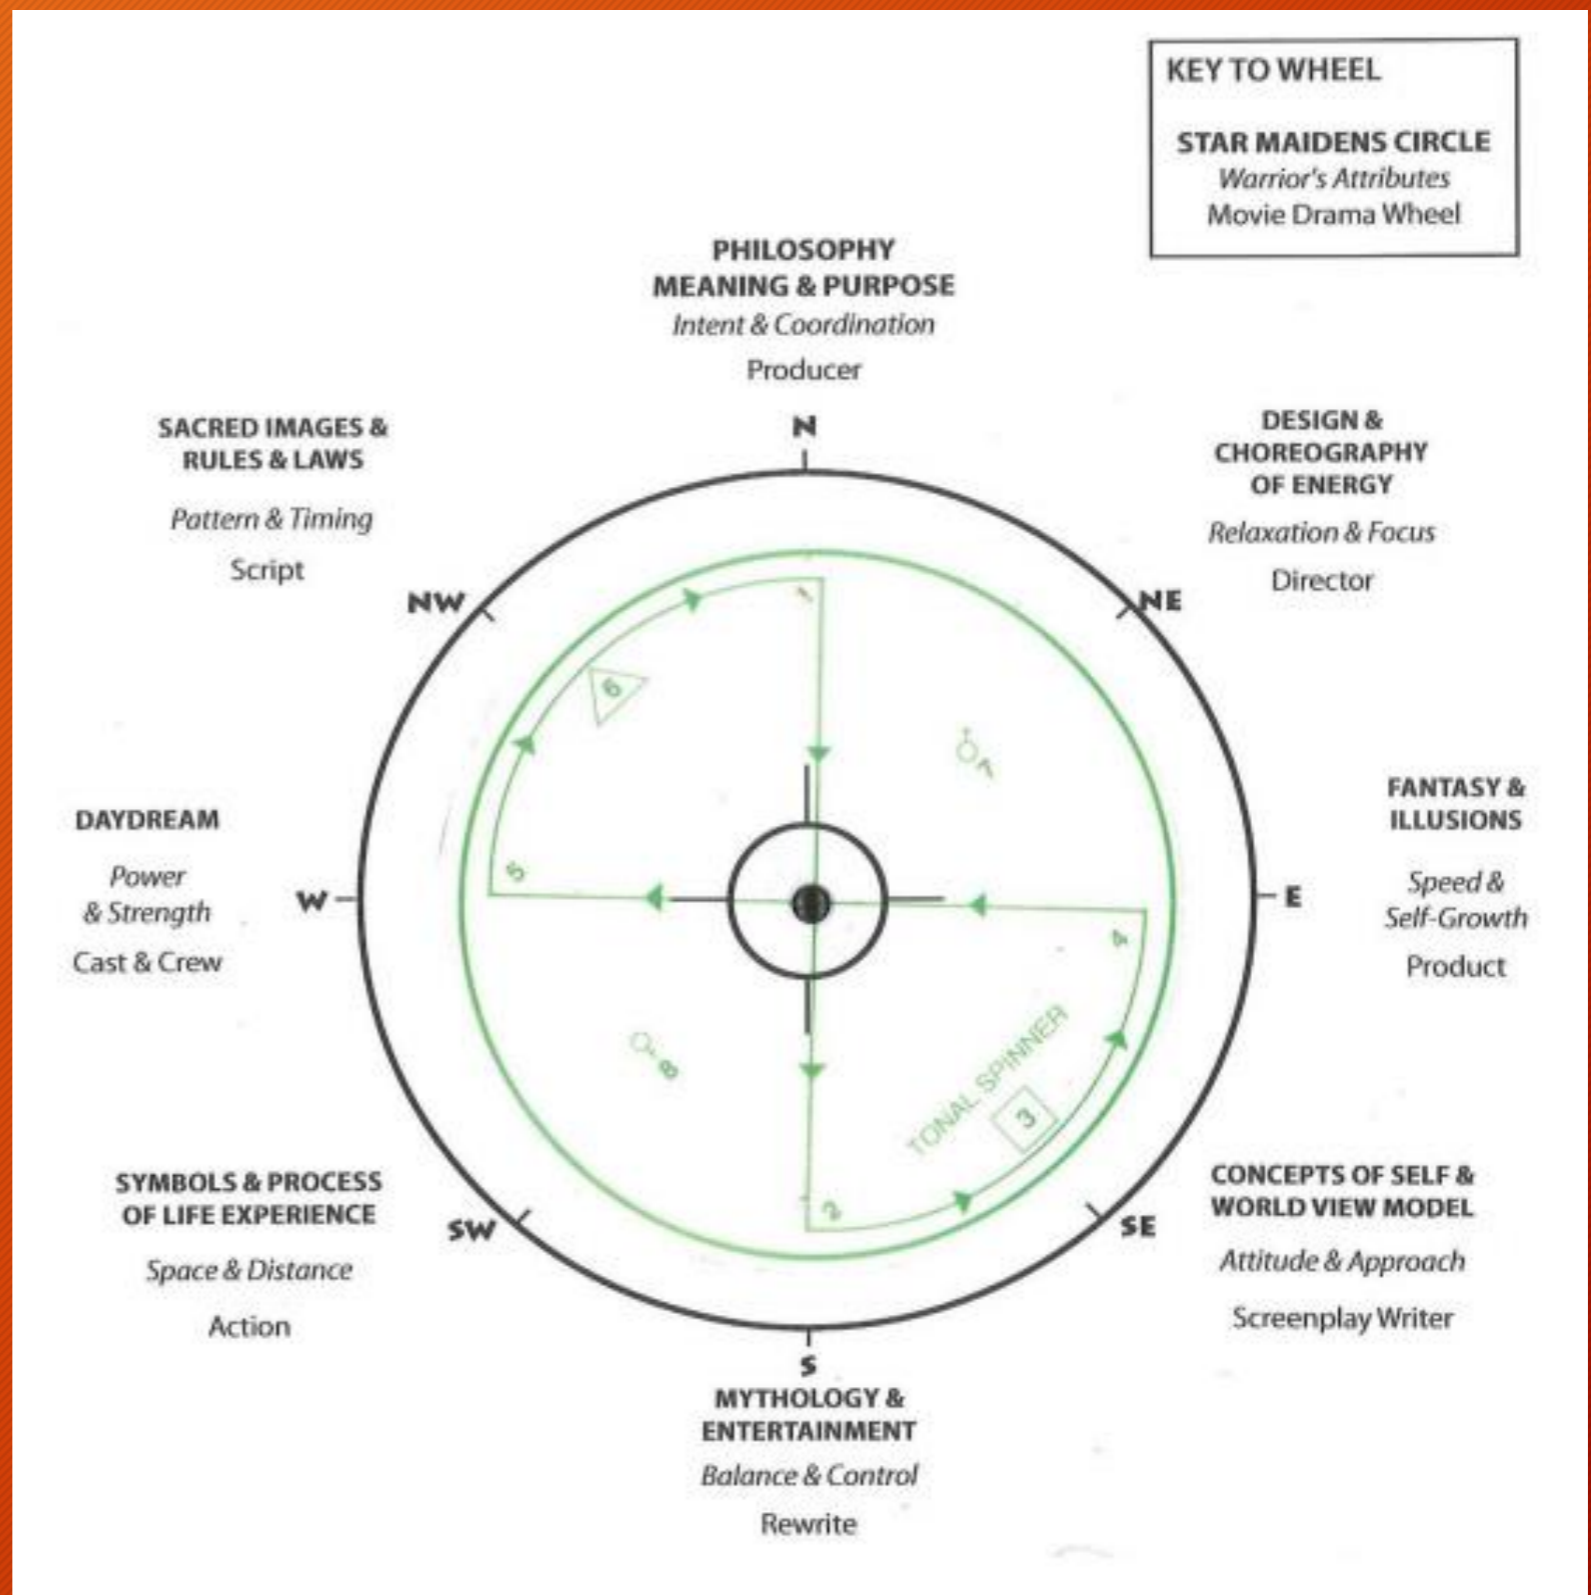 KEY TO WHEEL
STAR MAIDENS CIRCLE
Warrior's Attributes
Movie Drama Wheel
PHILOSOPHY
MEANING & PURPOSE
Intent & Coordination
Producer
N
SACRED IMAGES &
RULES & LAWS
Pattern & Timing
Script
NW
DESIGN &
CHOREOGRAPHY
OF ENERGY
Relaxation & Focus
Director
NE
1
6
7
DAYDREAM
Power
& Strength
Cast & Crew
W
5
FANTASY &
ILLUSIONS
Speed &
Self-Growth
Product
E
4
8
TONAL SPINNER
3
2
SYMBOLS & PROCESS
OF LIFE EXPERIENCE
Space & Distance
Action
SW
CONCEPTS OF SELF &
WORLD VIEW MODEL
Attitude & Approach
Screenplay Writer
SE
S
MYTHOLOGY &
ENTERTAINMENT
Balance & Control
Rewrite